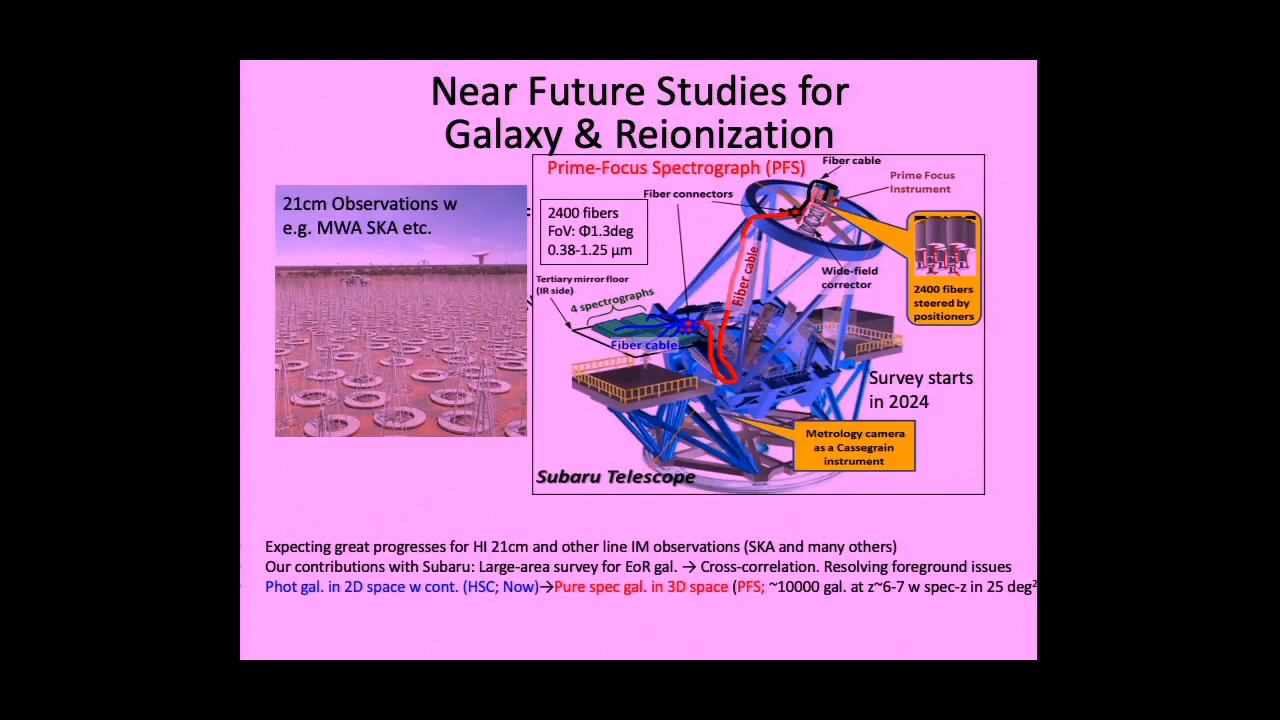 Near Future Studies for
Galaxy & Reionization
21cm Observations w
e.g. MWA SKA etc.
Prime-Focus Spectrograph (PFS)
Fiber cable
Prime Focus
Instrument
Fiber connectors
2400 fibers
FoV: Φ1.3deg
0.38-1.25 μm
Wide-field
corrector
Fiber cable
2400 fibers
steered by
positioners
Tertiary mirror floor
(IR side)
4 spectrographs
Fiber cable
Survey starts
in 2024
Metrology camera
as a Cassegrain
instrument
Subaru Telescope
Expecting great progresses for HI 21cm and other line IM observations (SKA and many others)
Our contributions with Subaru: Large-area survey for EoR gal. → Cross-correlation. Resolving foreground issues
Phot gal. in 2D space w cont. (HSC; Now)→Pure spec gal. in 3D space (PFS; ~10000 gal. at z~6-7 w spec-z in 25 deg²